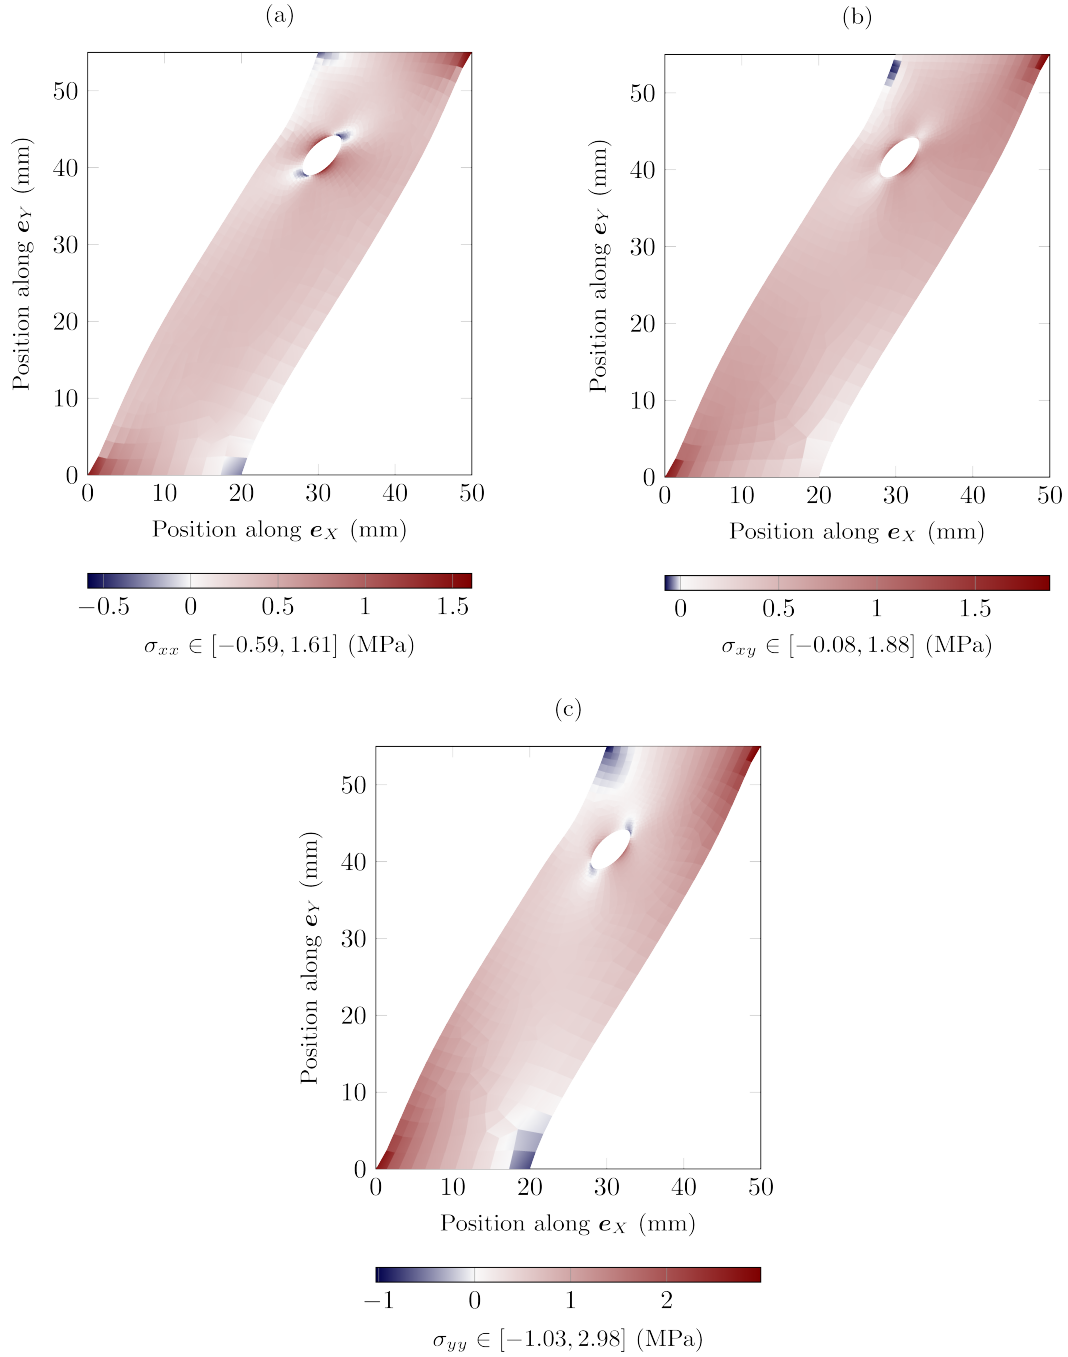 (a)
50
40
30
20
10
0
Position along e_Y (mm)
0 10 20 30 40 50
Position along e_X (mm)
−0.5 0 0.5 1 1.5
σ_xx ∈ [−0.59, 1.61] (MPa)
(b)
50
40
30
20
10
0
Position along e_Y (mm)
0 10 20 30 40 50
Position along e_X (mm)
0 0.5 1 1.5
σ_xy ∈ [−0.08, 1.88] (MPa)
(c)
50
40
30
20
10
0
Position along e_Y (mm)
0 10 20 30 40 50
Position along e_X (mm)
−1 0 1 2
σ_yy ∈ [−1.03, 2.98] (MPa)